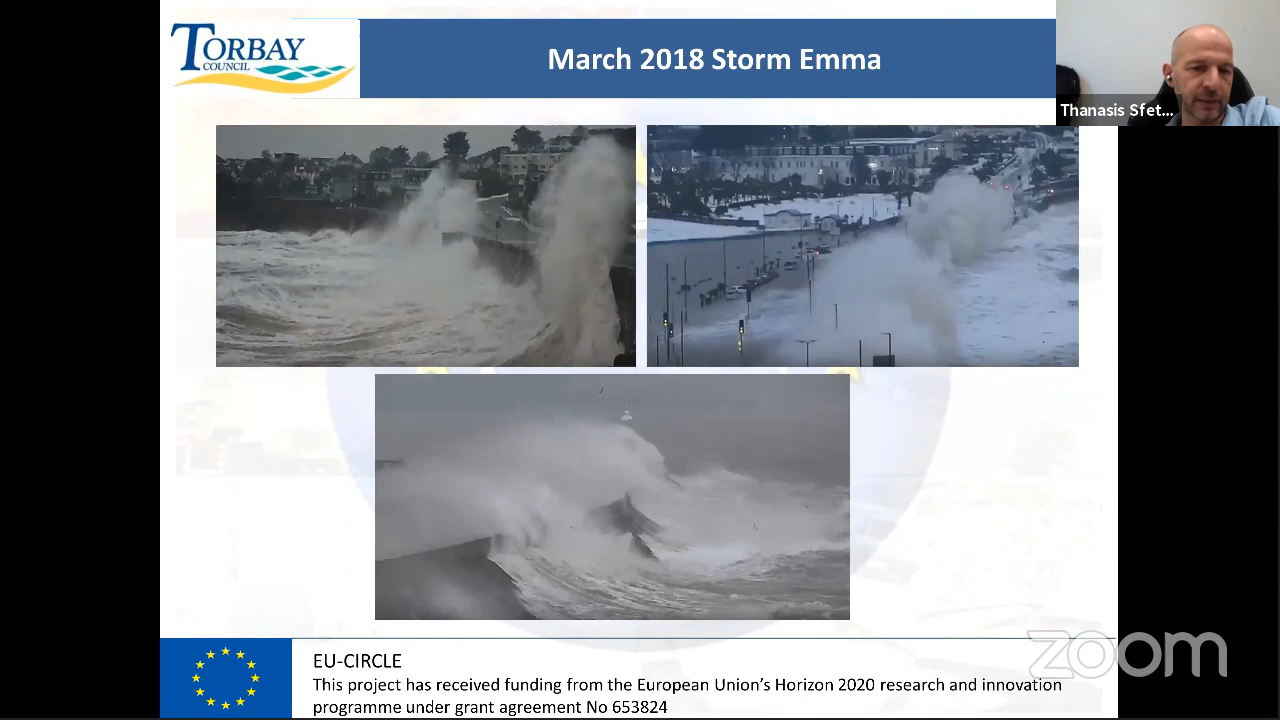 TORBAY
COUNCIL
March 2018 Storm Emma
Thanasis Sfet...
EU-CIRCLE
This project has received funding from the European Union's Horizon 2020 research and innovation
programme under grant agreement No 653824
zoom